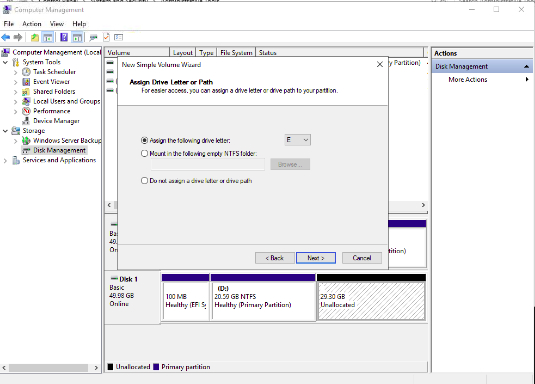 Computer Management
File Action View Help
Computer Management (Local
System Tools
Task Scheduler
Event Viewer
Shared Folders
Local Users and Groups
Performance
Device Manager
Storage
Windows Server Backup
Disk Management
Services and Applications
Volume Layout Type File System Status
Partition)
New Simple Volume Wizard
Assign Drive Letter or Path
For easier access, you can assign a drive letter or drive path to your partition.
Assign the following drive letter: E
Mount in the following empty NTFS folder:
Browse...
Do not assign a drive letter or drive path
< Back Next > Cancel
Ba
49.
On
tition)
Disk 1
Basic
49.98 GB
Online
100 MB
Healthy (EFI Sy
(D:)
20.59 GB NTFS
Healthy (Primary Partition)
29.30 GB
Unallocated
Unallocated Primary partition
Actions
Disk Management
More Actions